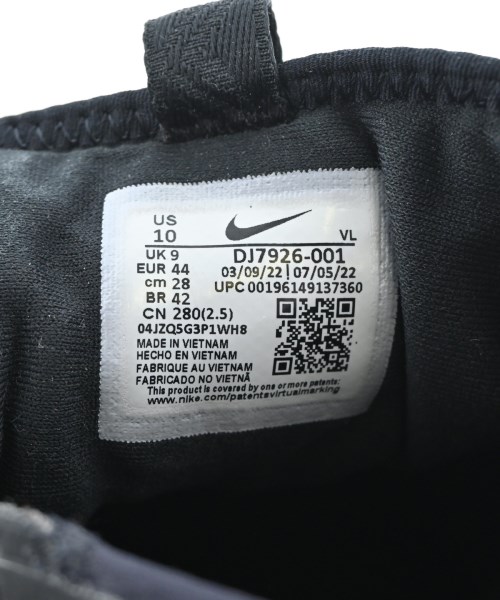 US
10
VL
UK 9
DJ7926-001
EUR 44
03/09/22 | 07/05/22
cm 28
UPC 00196149137360
BR 42
CN 280(2.5)
04JZQ5G3P1WH8
MADE IN VIETNAM
HECHO EN VIETNAM
FABRIQUE AU VIETNAM
FABRICADO NO VIETNÃ
This product is covered by one or more patents:
www.nike.com/patentsvirtualmarking